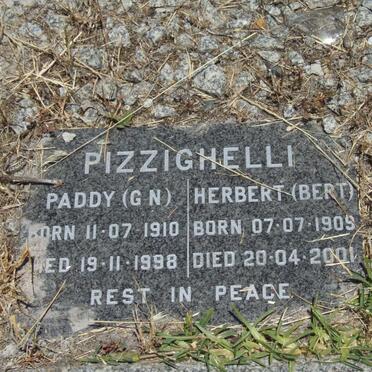 PIZZIGHELLI
PADDY (G N) HERBERT (BERT)
BORN 11·07 1910 BORN 07·07·1905
DIED 19·11·1998 DIED 20·04·2001
REST IN PEACE